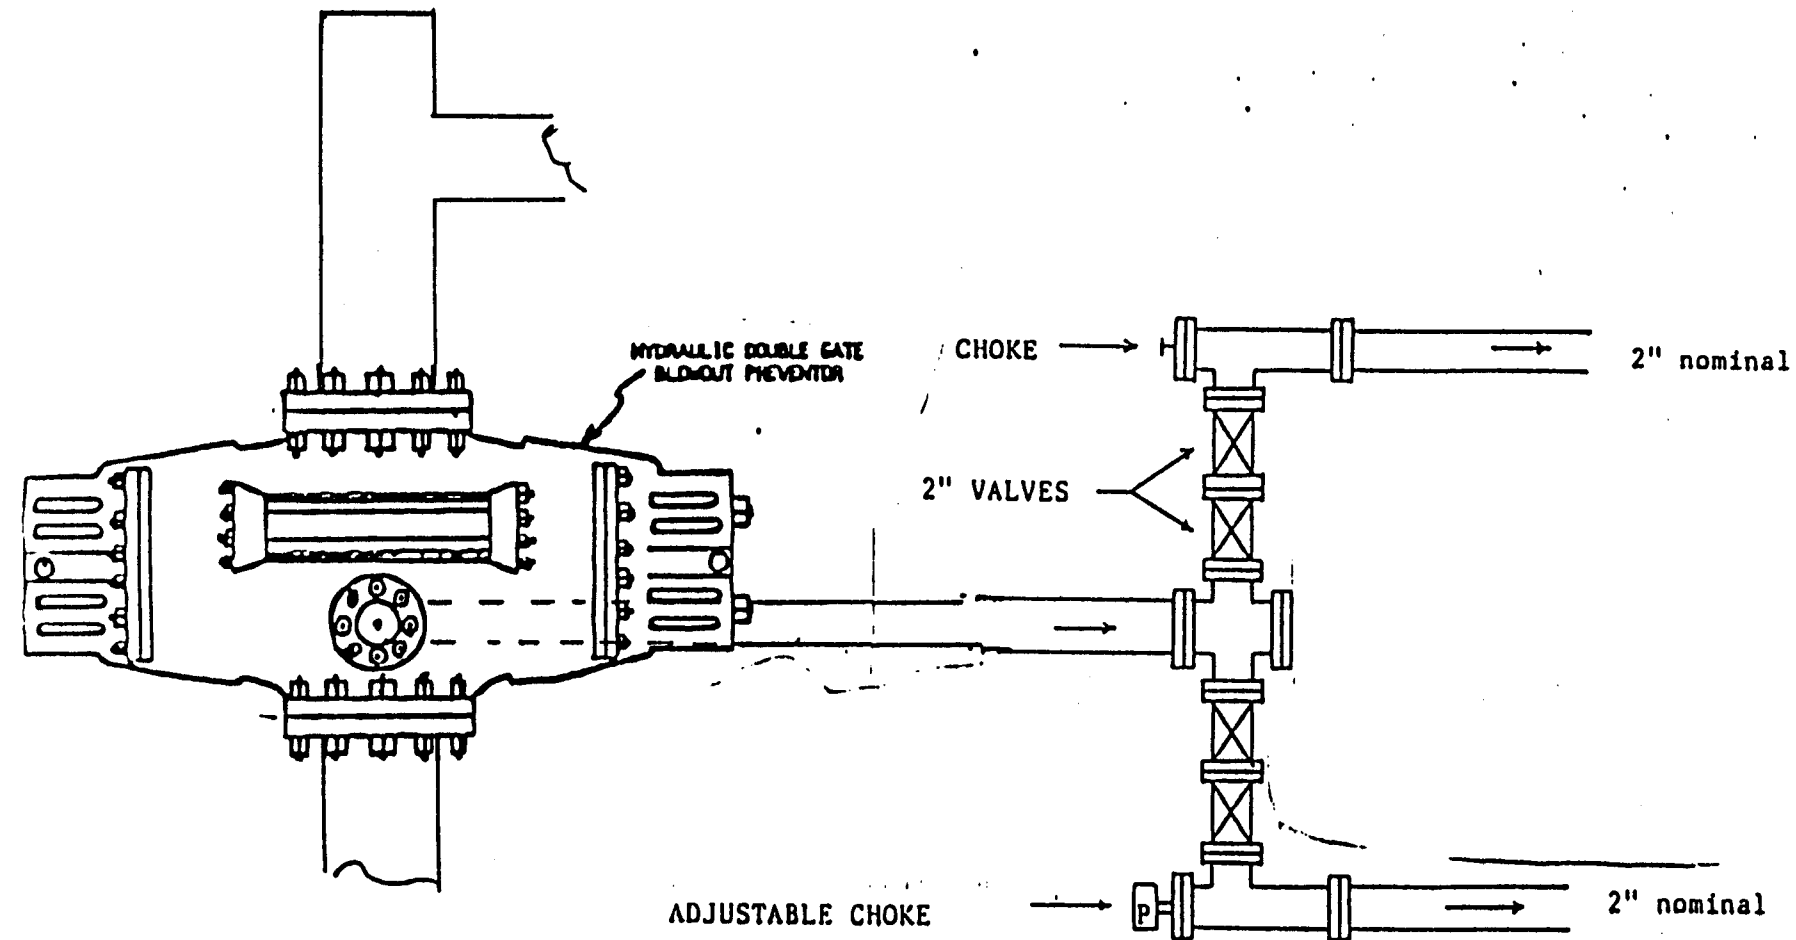 HYDRAULIC DOUBLE GATE
BLOWOUT PREVENTOR
CHOKE
2" nominal
2" VALVES
ADJUSTABLE CHOKE
P
2" nominal